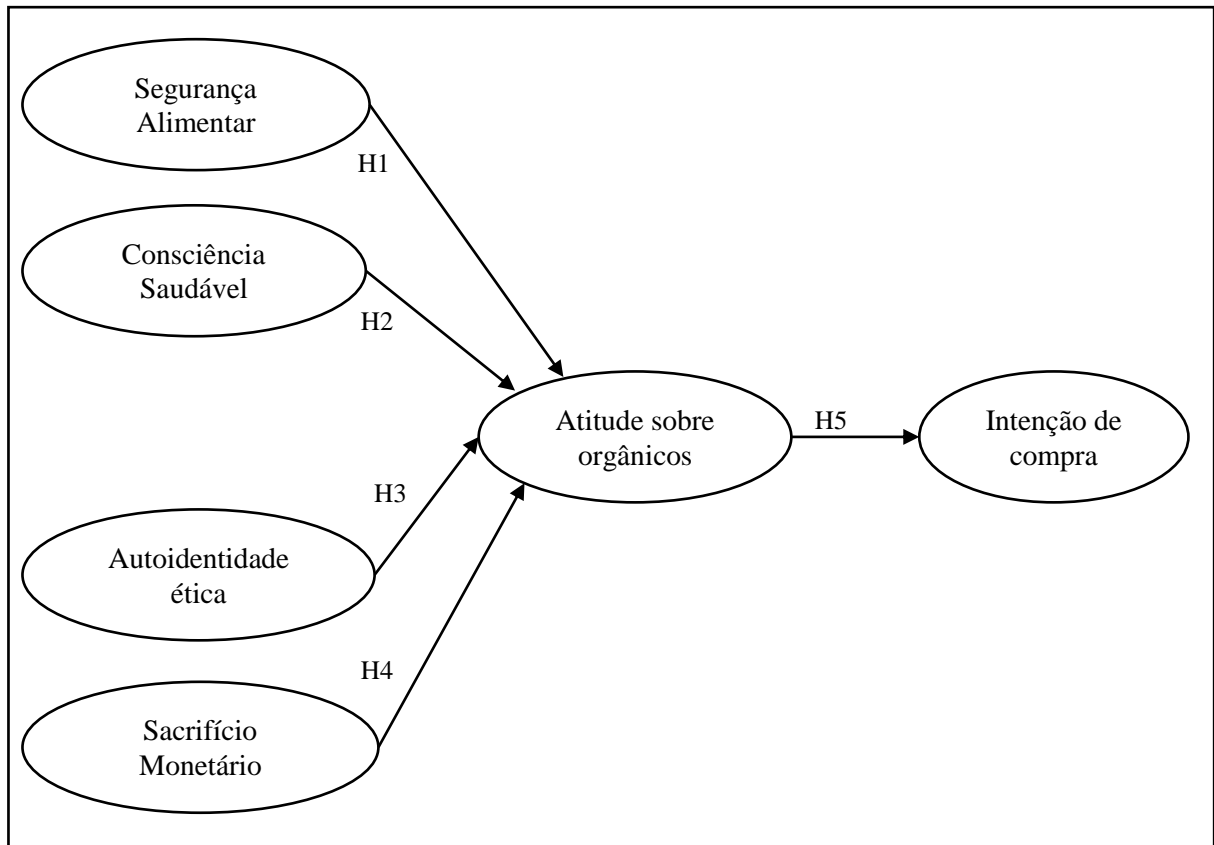 Segurança
Alimentar
H1
Consciência
Saudável
H2
Atitude sobre
orgânicos
H5
Intenção de
compra
H3
Autoidentidade
ética
H4
Sacrifício
Monetário